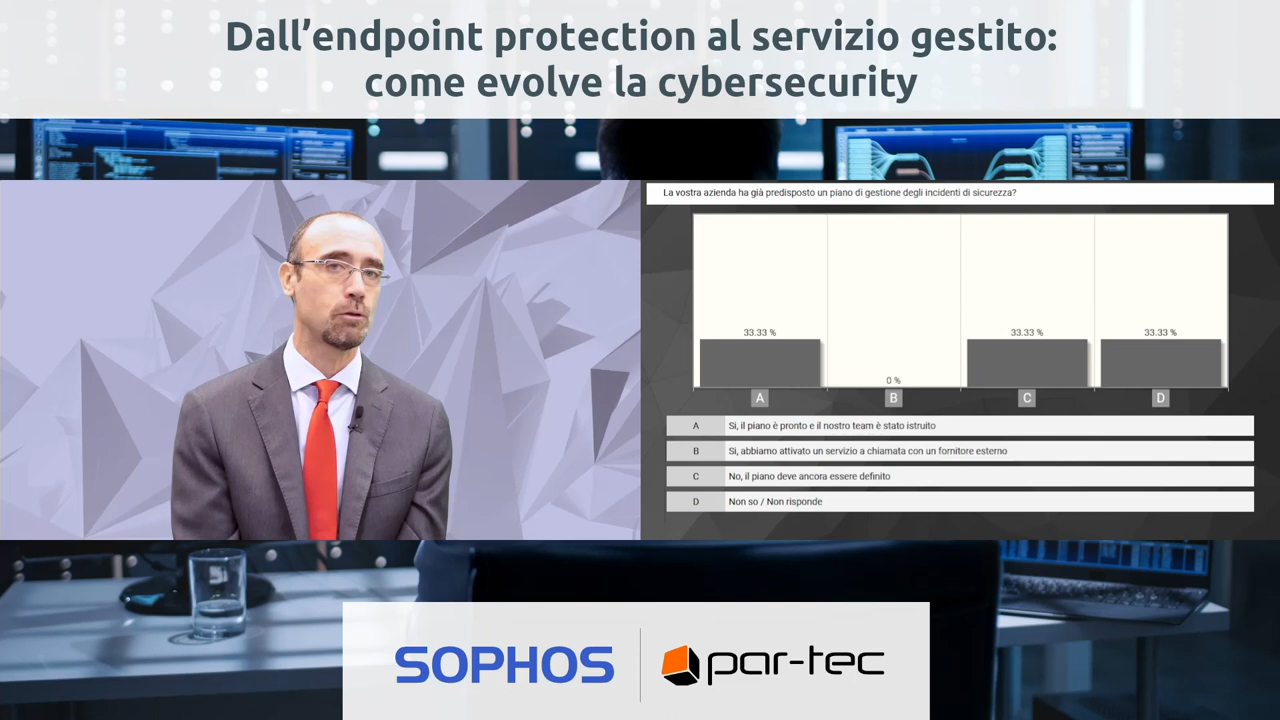 Dall'endpoint protection al servizio gestito:
come evolve la cybersecurity
La vostra azienda ha già predisposto un piano di gestione degli incidenti di sicurezza?
33.33 %
0 %
33.33 %
33.33 %
A
B
C
D
A Si, il piano è pronto e il nostro team è stato istruito
B Si, abbiamo attivato un servizio a chiamata con un fornitore esterno
C No, il piano deve ancora essere definito
D Non so / Non risponde
SOPHOS
par-tec